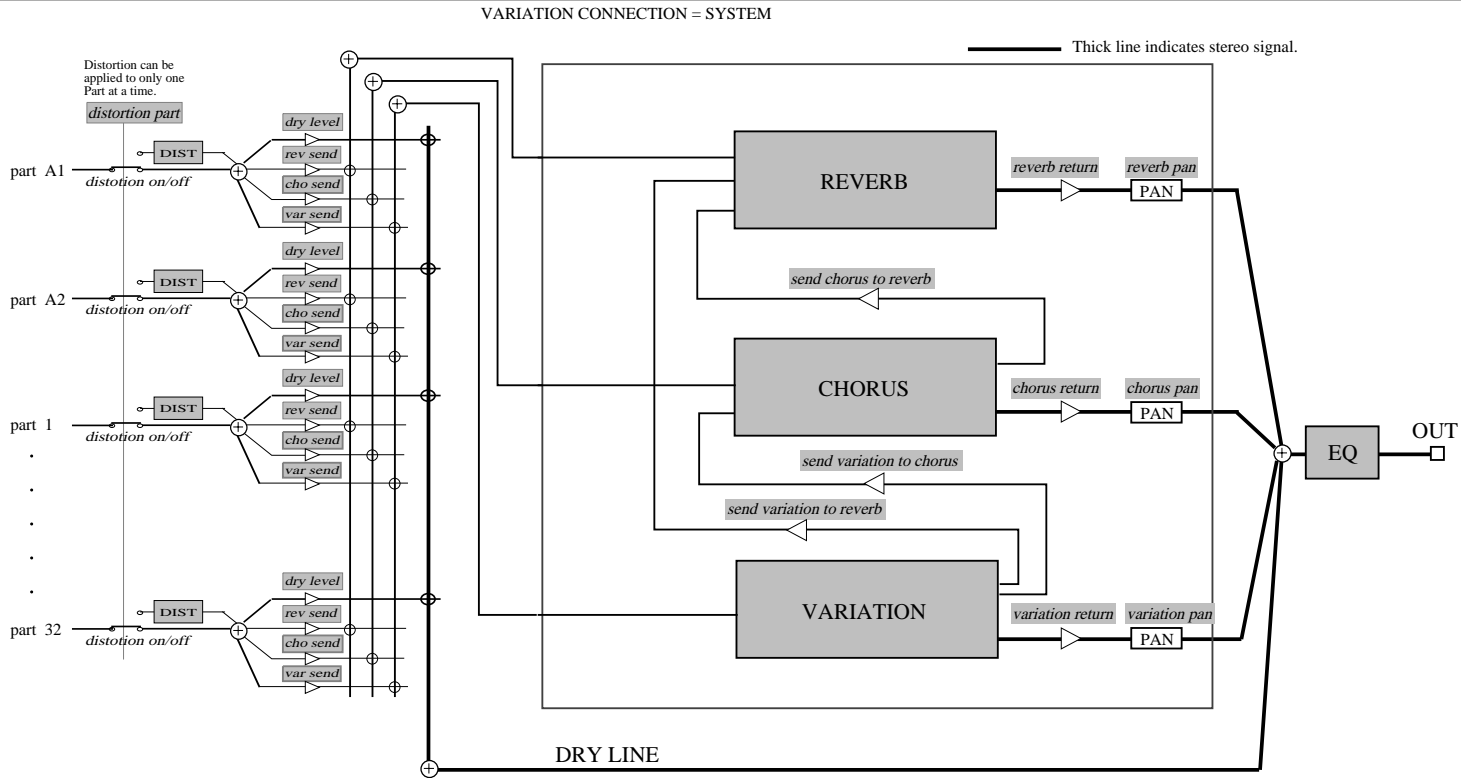 VARIATION CONNECTION = SYSTEM
Thick line indicates stereo signal.
Distortion can be
applied to only one
Part at a time.
distortion part
part A1
DIST
distotion on/off
dry level
rev send
cho send
var send
part A2
DIST
distotion on/off
dry level
rev send
cho send
var send
part 1
DIST
distotion on/off
dry level
rev send
cho send
var send
part 32
DIST
distotion on/off
dry level
rev send
cho send
var send
REVERB
reverb return
reverb pan
PAN
send chorus to reverb
CHORUS
chorus return
chorus pan
PAN
send variation to chorus
send variation to reverb
VARIATION
variation return
variation pan
PAN
EQ
OUT
DRY LINE